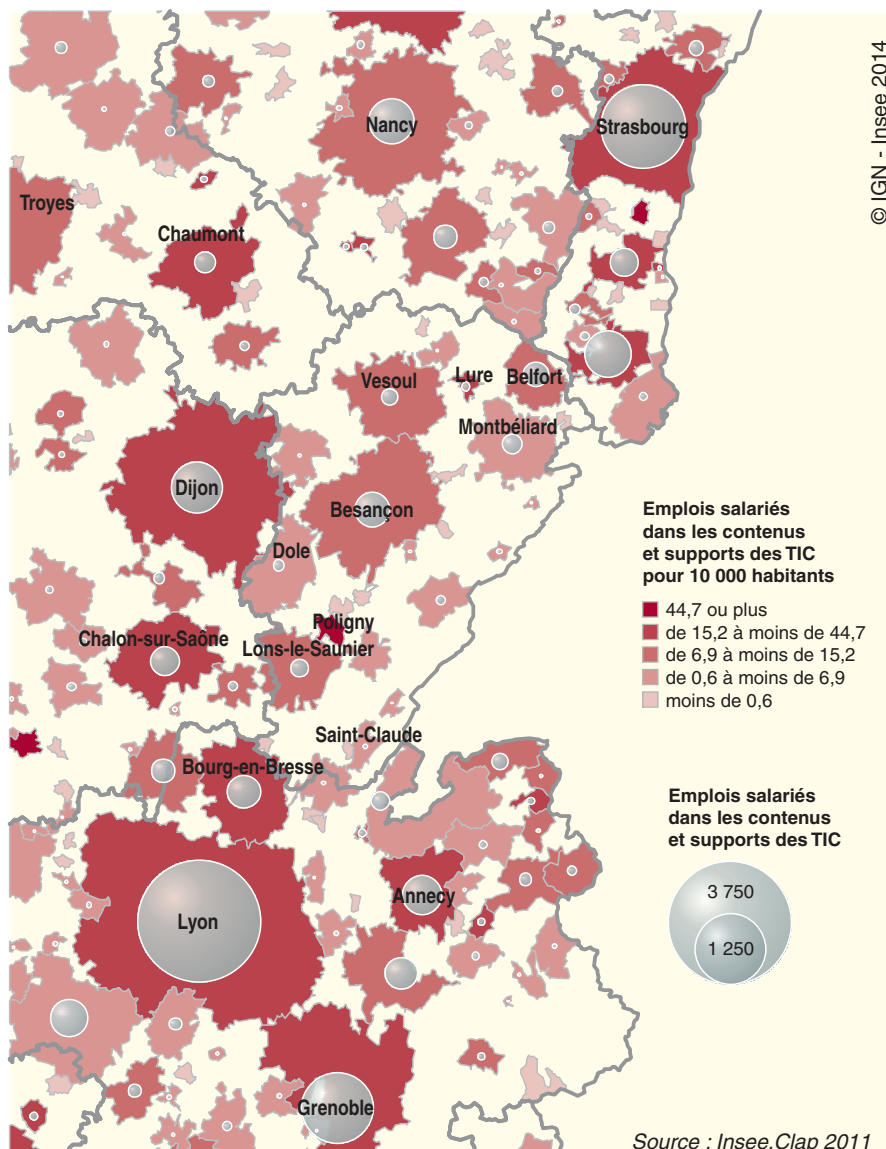 © IGN - Insee 2014
Nancy
Strasbourg
Troyes
Chaumont
Vesoul
Lure
Belfort
Montbéliard
Dijon
Besançon
Dole
Poligny
Chalon-sur-Saône
Lons-le-Saunier
Saint-Claude
Bourg-en-Bresse
Annecy
Lyon
Grenoble
Emplois salariés
dans les contenus
et supports des TIC
pour 10 000 habitants
44,7 ou plus
de 15,2 à moins de 44,7
de 6,9 à moins de 15,2
de 0,6 à moins de 6,9
moins de 0,6
Emplois salariés
dans les contenus
et supports des TIC
3 750
1 250
Source : Insee,Clap 2011